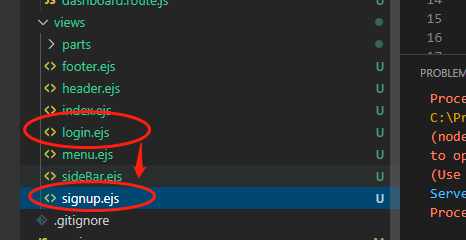 dashboard.route.js
14
views
15
parts
16
footer.ejs U
17
header.ejs U
index.ejs U
PROBLEM
login.ejs U
Proce
C:\Pr
menu.ejs U
(node
sideBar.ejs U
to op
(Use
signup.ejs U
Serve
.gitignore
Proce